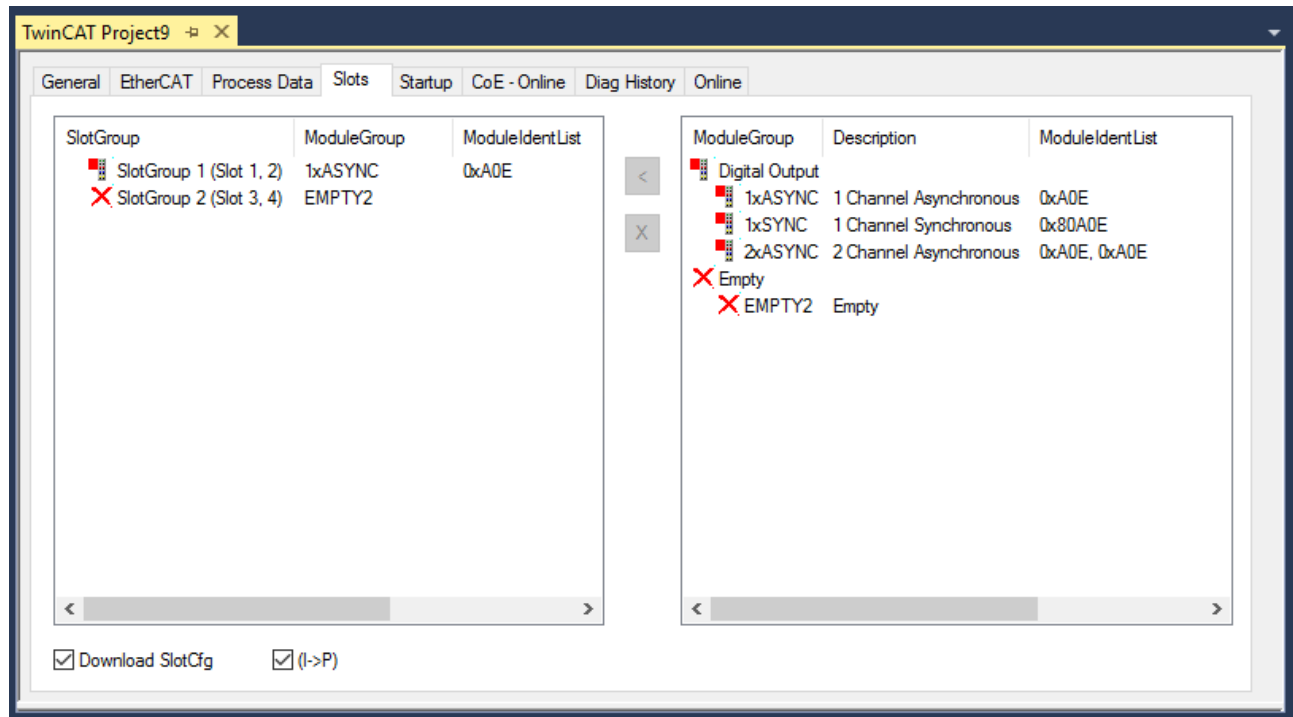 TwinCAT Project9
General EtherCAT Process Data Slots Startup CoE - Online Diag History Online
SlotGroup ModuleGroup ModuleIdentList
SlotGroup 1 (Slot 1, 2) 1xASYNC 0xA0E
SlotGroup 2 (Slot 3, 4) EMPTY2
<
X
ModuleGroup Description ModuleIdentList
Digital Output
1xASYNC 1 Channel Asynchronous 0xA0E
1xSYNC 1 Channel Synchronous 0x80A0E
2xASYNC 2 Channel Asynchronous 0xA0E, 0xA0E
Empty
EMPTY2 Empty
Download SlotCfg (I->P)